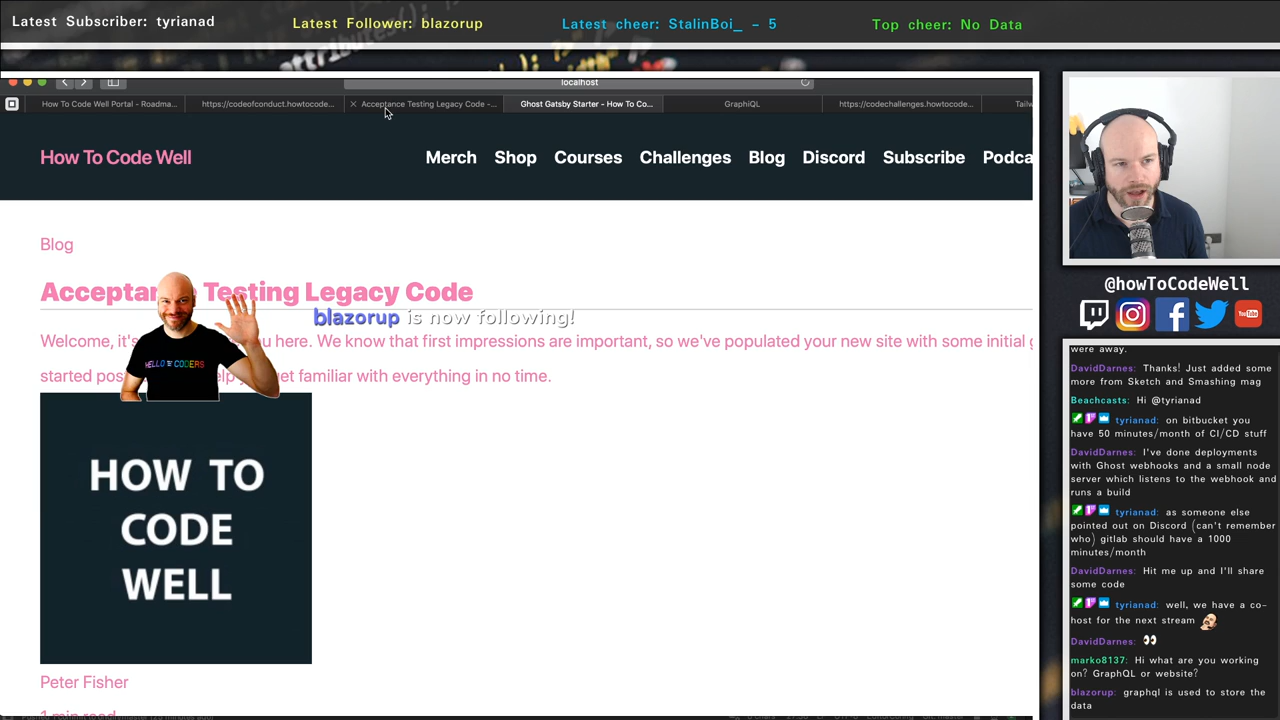 Latest Subscriber: tyrianad
Latest Follower: blazorup
Latest cheer: StalinBoi_ - 5
Top cheer: No Data
localhost
How To Code Well Portal - Roadma...
https://codeofconduct.howtocode...
Acceptance Testing Legacy Code -...
Ghost Gatsby Starter - How To Co...
GraphiQL
https://codechallenges.howtocode...
Tailw
How To Code Well
Merch
Shop
Courses
Challenges
Blog
Discord
Subscribe
Podca
Blog
Acceptan Testing Legacy Code
blazorup is now following!
Welcome, it's u here. We know that first impressions are important, so we've populated your new site with some initial g
started pos et familiar with everything in no time.
HELLO CODERS
HOW TO
CODE
WELL
Peter Fisher
1 min read
@howToCodeWell
were away.
DavidDarnes: Thanks! Just added some
more from Sketch and Smashing mag
Beachcasts: Hi @tyrianad
tyrianad: on bitbucket you
have 50 minutes/month of CI/CD stuff
DavidDarnes: I've done deployments
with Ghost webhooks and a small node
server which listens to the webhook and
runs a build
tyrianad: as someone else
pointed out on Discord (can't remember
who) gitlab should have a 1000
minutes/month
DavidDarnes: Hit me up and I'll share
some code
tyrianad: well, we have a co-
host for the next stream
DavidDarnes:
marko8137: Hi what are you working
on? GraphQL or website?
blazorup: graphql is used to store the
data